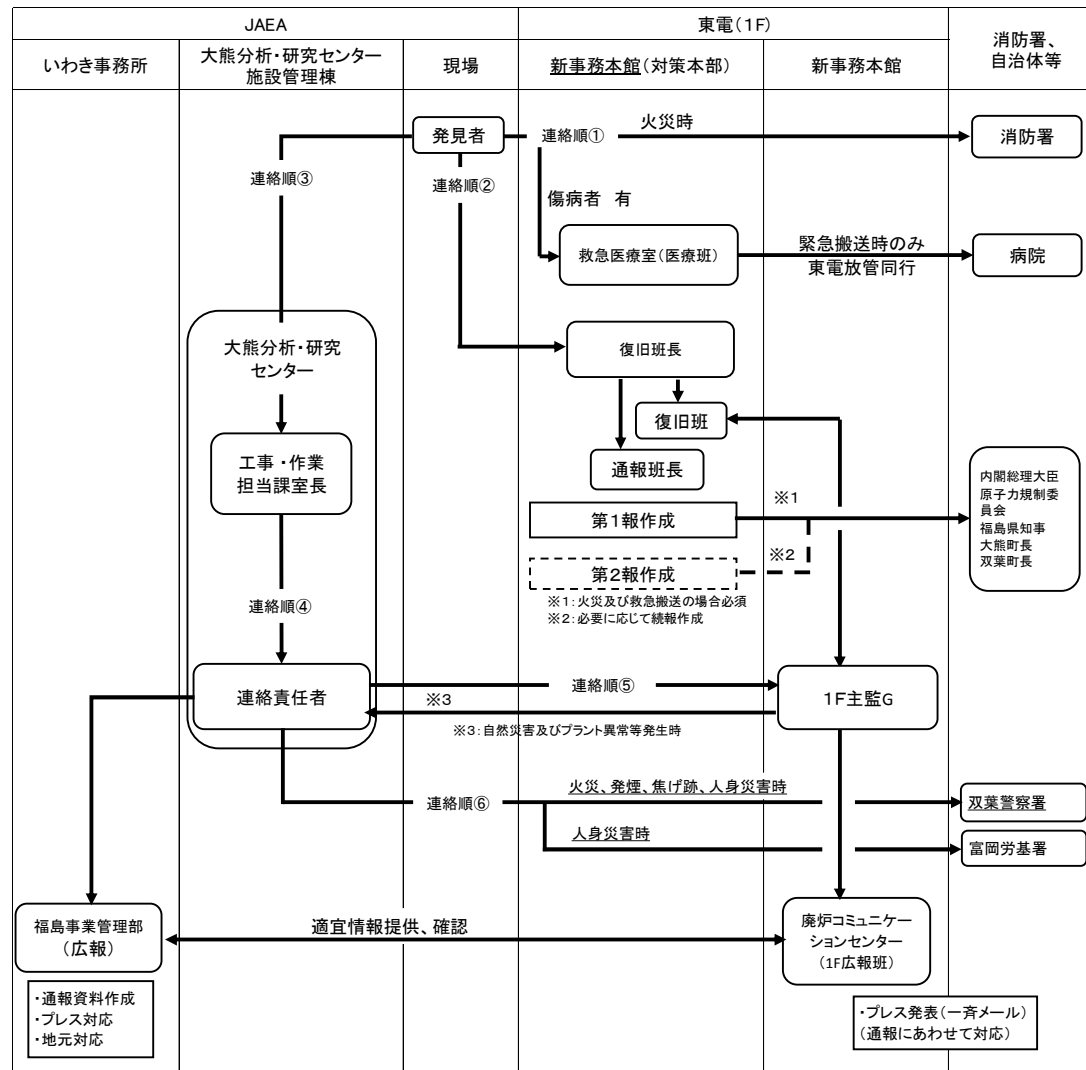 JAEA
東電(1F)
消防署、
自治体等
いわき事務所
大熊分析・研究センター
施設管理棟
現場
新事務本館(対策本部)
新事務本館
発見者
連絡順①
火災時
消防署
連絡順③
連絡順②
傷病者 有
救急医療室(医療班)
緊急搬送時のみ
東電放管同行
病院
大熊分析・研究
センター
復旧班長
復旧班
工事・作業
担当課室長
通報班長
内閣総理大臣
原子力規制委
員会
福島県知事
大熊町長
双葉町長
第1報作成
※1
第2報作成
※2
※1:火災及び救急搬送の場合必須
※2:必要に応じて続報作成
連絡順④
連絡責任者
連絡順⑤
※3
1F主監G
※3:自然災害及びプラント異常等発生時
連絡順⑥
火災、発煙、焦げ跡、人身災害時
双葉警察署
人身災害時
富岡労基署
福島事業管理部
(広報)
適宜情報提供、確認
廃炉コミュニケー
ションセンター
(1F広報班)
・通報資料作成
・プレス対応
・地元対応
・プレス発表(一斉メール)
(通報にあわせて対応)